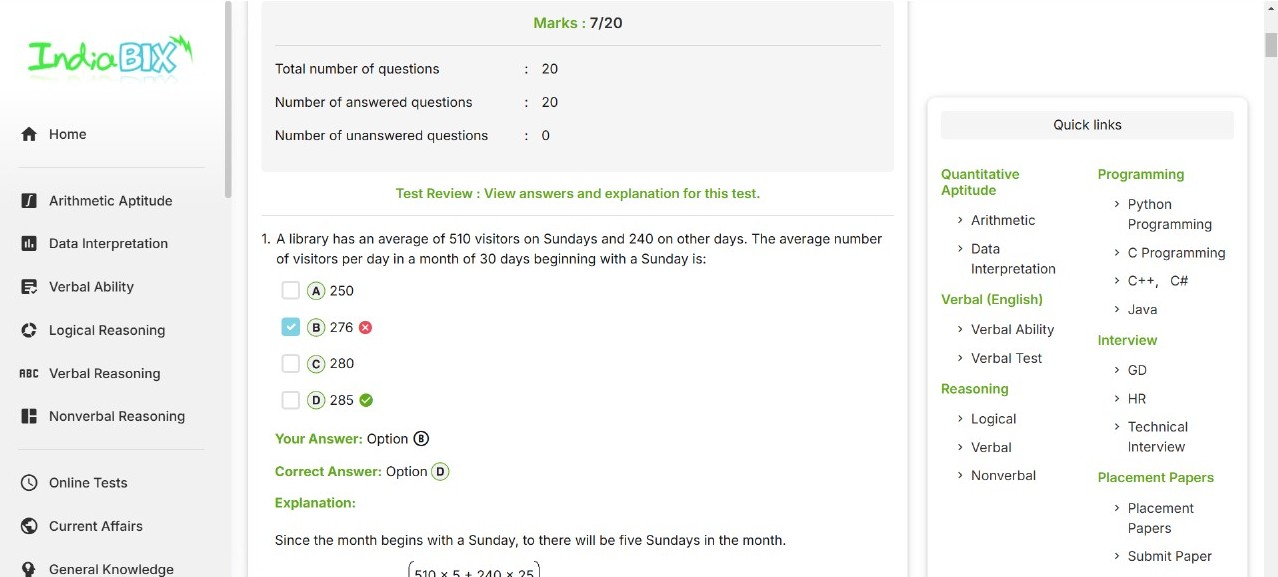 IndiaBIX
Home
Arithmetic Aptitude
Data Interpretation
Verbal Ability
Logical Reasoning
ABC Verbal Reasoning
Nonverbal Reasoning
Online Tests
Current Affairs
General Knowledge
Marks : 7/20
Total number of questions : 20
Number of answered questions : 20
Number of unanswered questions : 0
Test Review : View answers and explanation for this test.
1. A library has an average of 510 visitors on Sundays and 240 on other days. The average number
of visitors per day in a month of 30 days beginning with a Sunday is:
A 250
B 276
C 280
D 285
Your Answer: Option B
Correct Answer: Option D
Explanation:
Since the month begins with a Sunday, to there will be five Sundays in the month.
510 × 5 + 240 × 25
Quick links
Quantitative
Aptitude
Arithmetic
Data
Interpretation
Verbal (English)
Verbal Ability
Verbal Test
Reasoning
Logical
Verbal
Nonverbal
Programming
Python
Programming
C Programming
C++, C#
Java
Interview
GD
HR
Technical
Interview
Placement Papers
Placement
Papers
Submit Paper